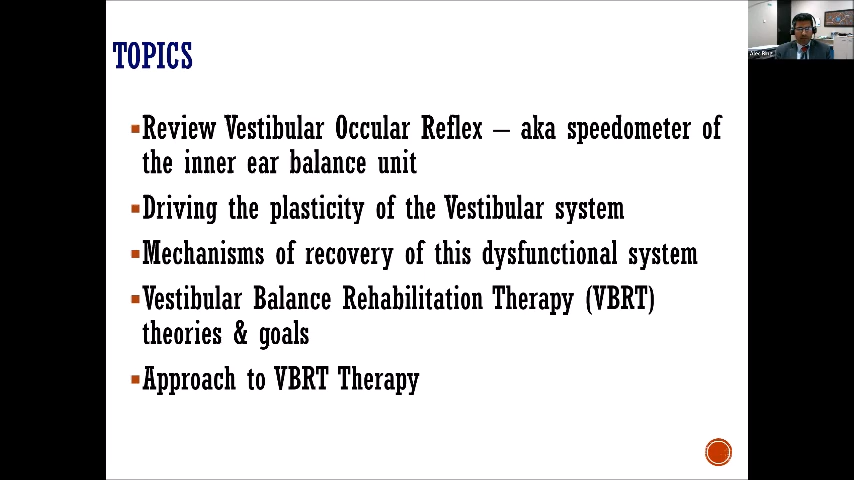 TOPICS
▪Review Vestibular Occular Reflex – aka speedometer of
the inner ear balance unit
▪Driving the plasticity of the Vestibular system
▪Mechanisms of recovery of this dysfunctional system
▪Vestibular Balance Rehabilitation Therapy (VBRT)
theories & goals
▪Approach to VBRT Therapy